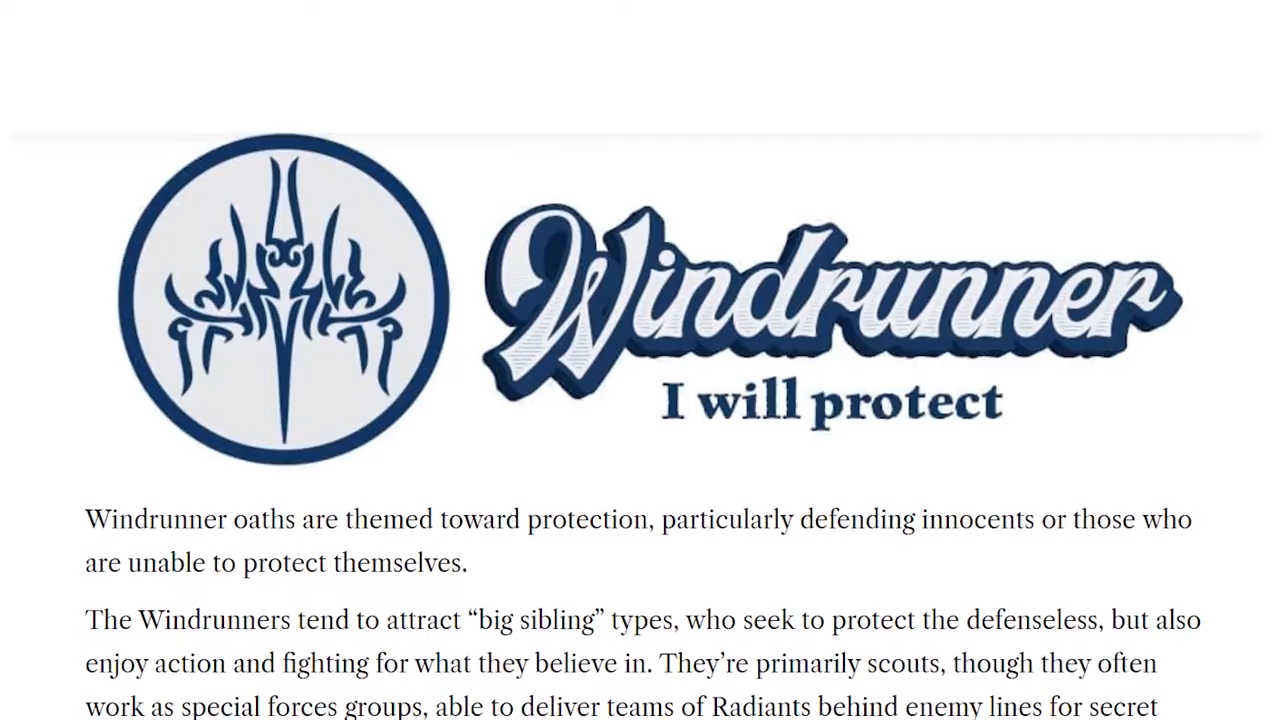 Windrunner
I will protect
Windrunner oaths are themed toward protection, particularly defending innocents or those who
are unable to protect themselves.
The Windrunners tend to attract “big sibling” types, who seek to protect the defenseless, but also
enjoy action and fighting for what they believe in. They’re primarily scouts, though they often
work as special forces groups, able to deliver teams of Radiants behind enemy lines for secret